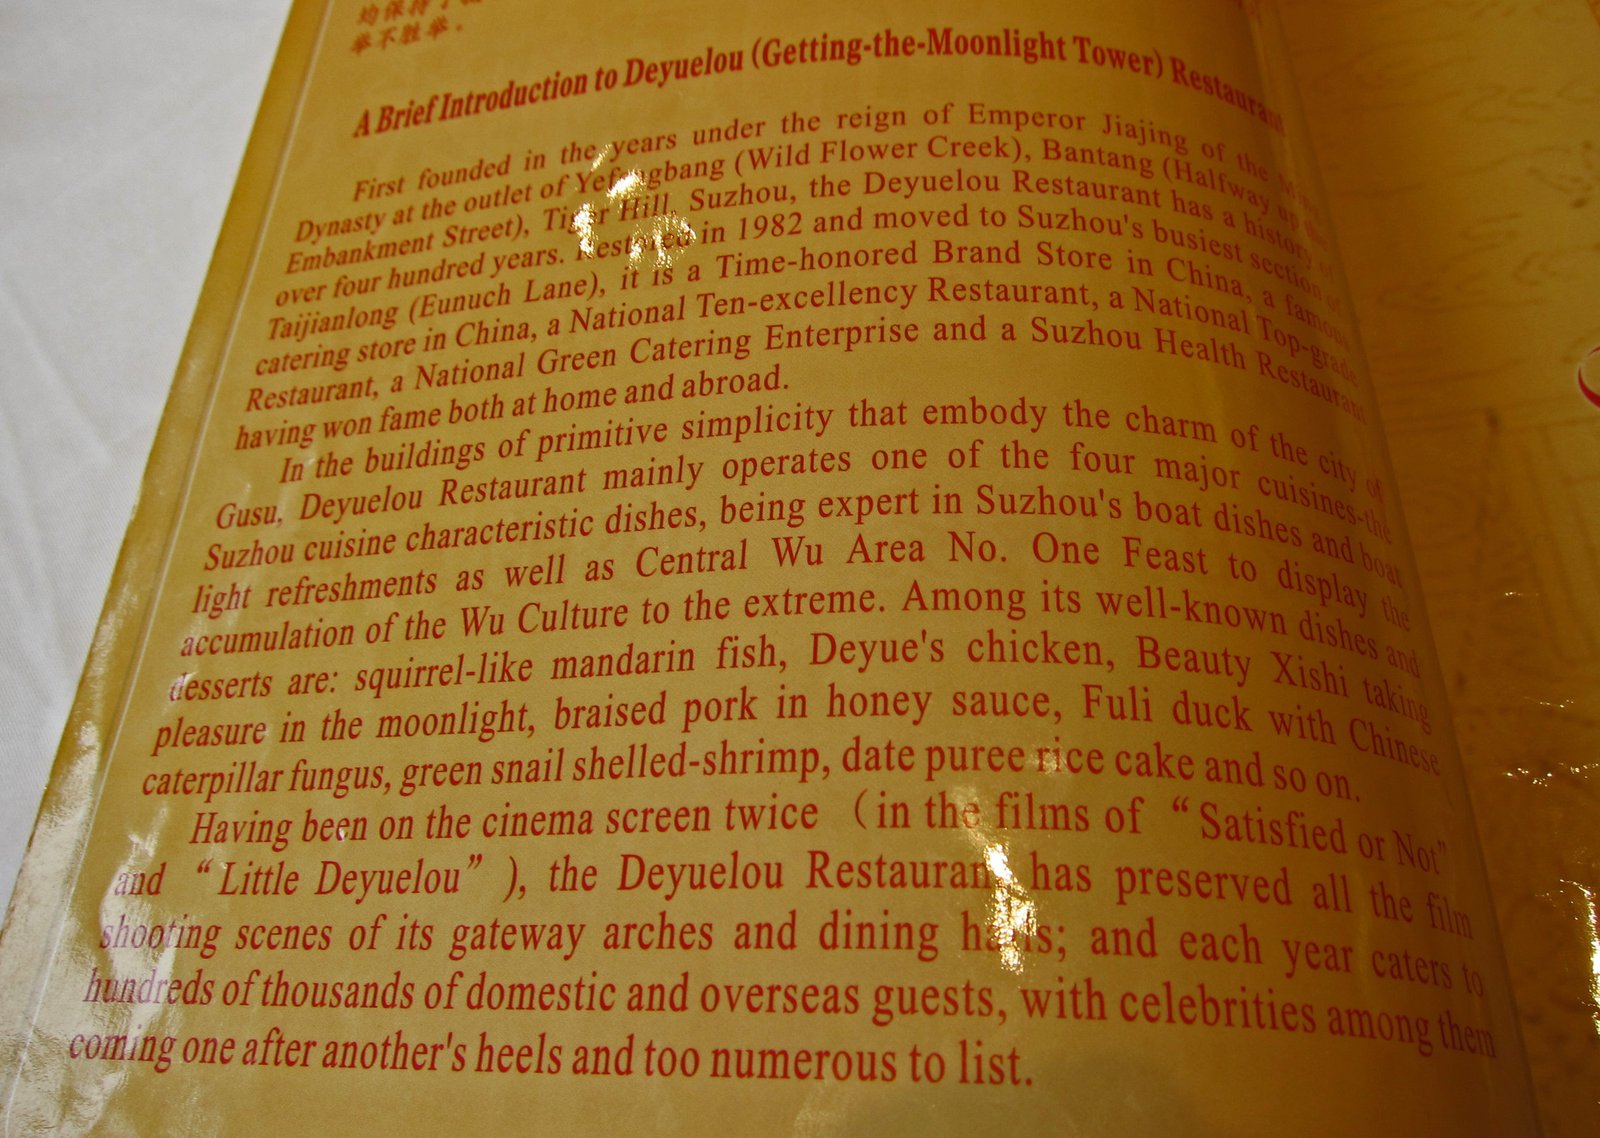 均保持了
举不胜举.
A Brief Introduction to Deyuelou (Getting-the-Moonlight Tower) Restaurant
First founded in the years under the reign of Emperor Jiajing of the Ming
Dynasty at the outlet of Yefangbang (Wild Flower Creek), Bantang (Halfway up the
Embankment Street), Tiger Hill, Suzhou, the Deyuelou Restaurant has a history of
over four hundred years. Restored in 1982 and moved to Suzhou's busiest section of
Taijianlong (Eunuch Lane), it is a Time-honored Brand Store in China, a famous
catering store in China, a National Ten-excellency Restaurant, a National Top-grade
Restaurant, a National Green Catering Enterprise and a Suzhou Health Restaurant
having won fame both at home and abroad.
In the buildings of primitive simplicity that embody the charm of the city of
Gusu, Deyuelou Restaurant mainly operates one of the four major cuisines-the
Suzhou cuisine characteristic dishes, being expert in Suzhou's boat dishes and boat
light refreshments as well as Central Wu Area No. One Feast to display the
accumulation of the Wu Culture to the extreme. Among its well-known dishes and
desserts are: squirrel-like mandarin fish, Deyue's chicken, Beauty Xishi taking
pleasure in the moonlight, braised pork in honey sauce, Fuli duck with Chinese
caterpillar fungus, green snail shelled-shrimp, date puree rice cake and so on.
Having been on the cinema screen twice （in the films of “Satisfied or Not”
and “Little Deyuelou” ), the Deyuelou Restaurant has preserved all the film
shooting scenes of its gateway arches and dining halls; and each year caters to
hundreds of thousands of domestic and overseas guests, with celebrities among them
coming one after another's heels and too numerous to list.